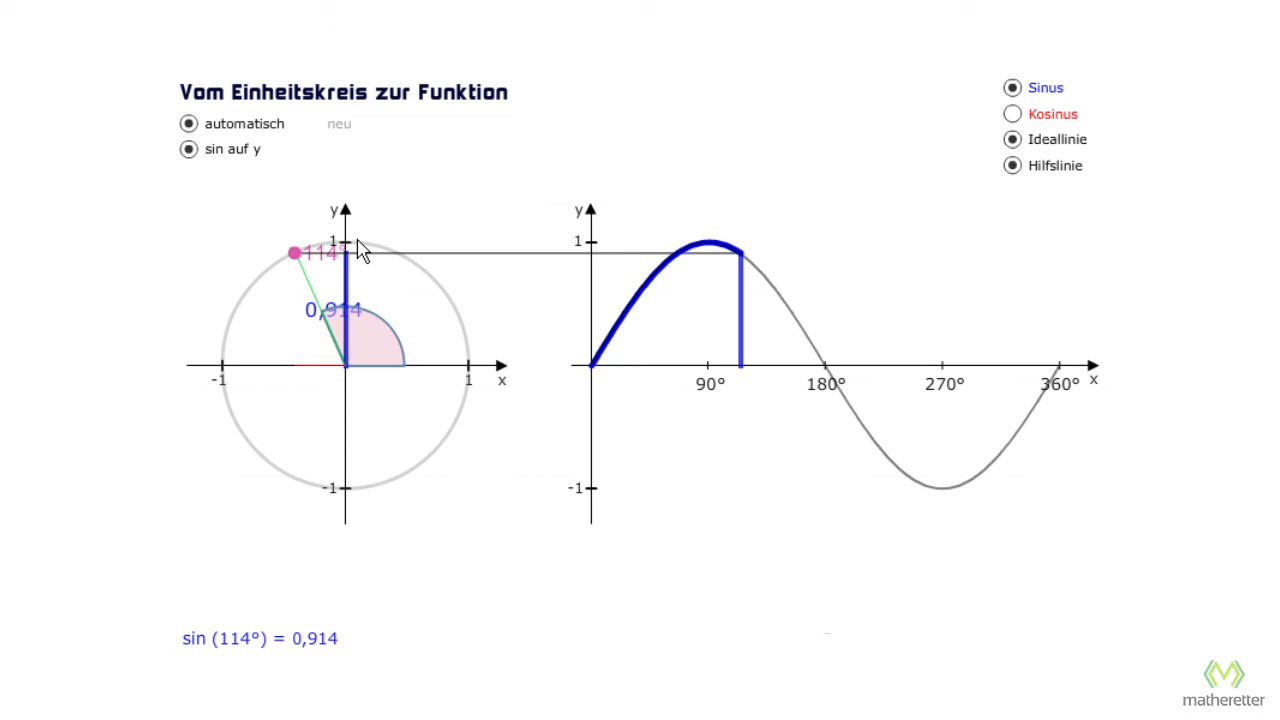 Vom Einheitskreis zur Funktion
automatisch neu
sin auf y
Sinus
Kosinus
Ideallinie
Hilfslinie
y
1
114°
0,914
-1
1
x
-1
y
1
90°
180°
270°
360°
x
-1
sin (114°) = 0,914
matheretter